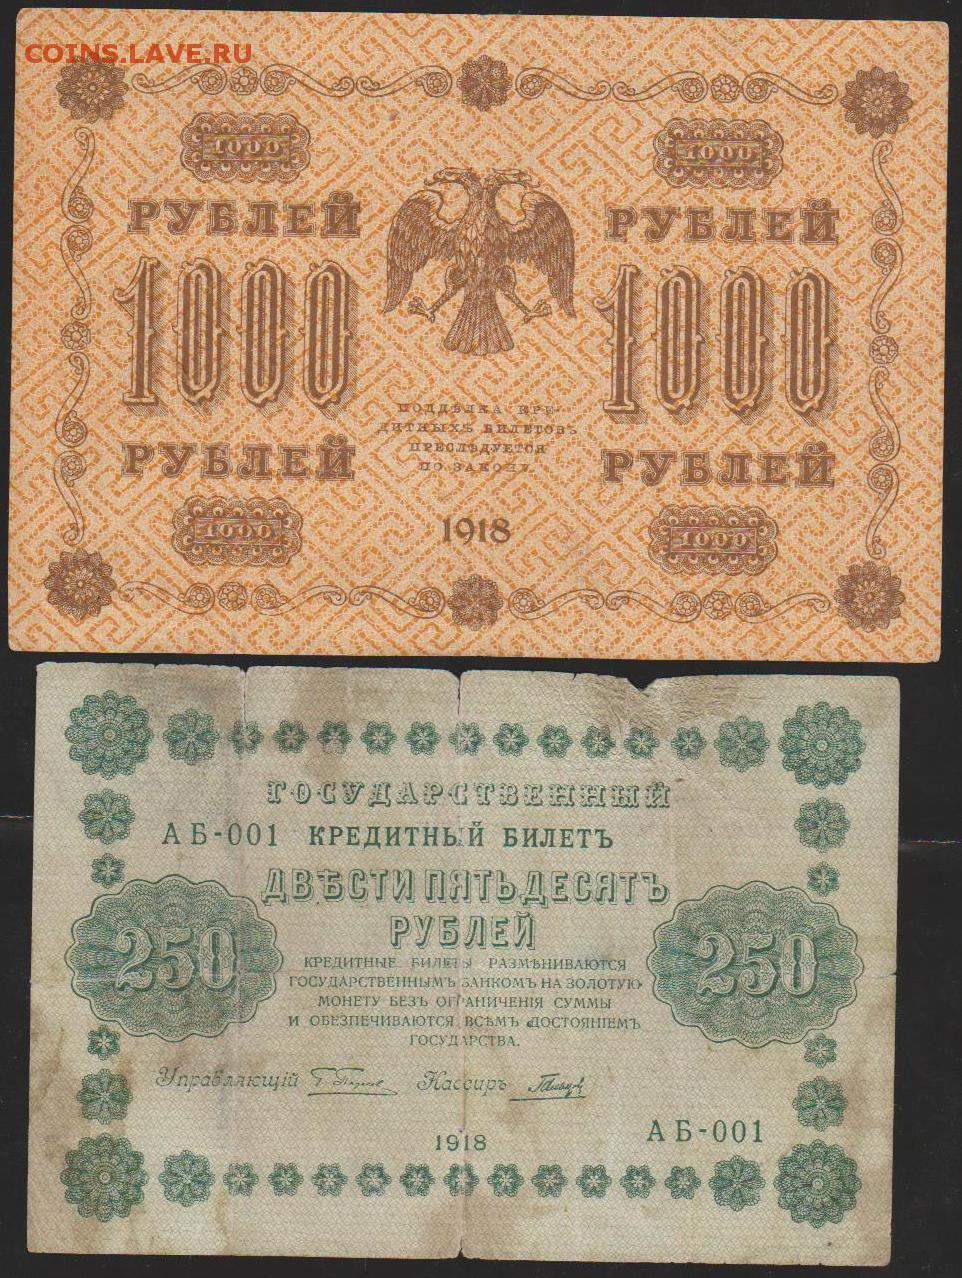 COINS.LAVE.RU
1000 1000
РУБЛЕЙ РУБЛЕЙ
1000 1000
ПОДДѢЛКА КРЕ-
ДИТНЫХЪ БИЛЕТОВЪ
ПРЕСЛѢДУЕТСЯ
ПО ЗАКОНУ.
РУБЛЕЙ РУБЛЕЙ
1000 1918 1000
ГОСУДАРСТВЕННЫЙ
АБ-001 КРЕДИТНЫЙ БИЛЕТЪ
ДВѢСТИ ПЯТЬДЕСЯТЪ
РУБЛЕЙ
250 250
КРЕДИТНЫЕ БИЛЕТЫ РАЗМѢНИВАЮТСЯ
ГОСУДАРСТВЕННЫМЪ БАНКОМЪ НА ЗОЛОТУЮ
МОНЕТУ БЕЗЪ ОГРАНИЧЕНІЯ СУММЫ
И ОБЕЗПЕЧИВАЮТСЯ ВСѢМЪ ДОСТОЯНІЕМЪ
ГОСУДАРСТВА.
Управляющій Кассиръ
1918 АБ-001